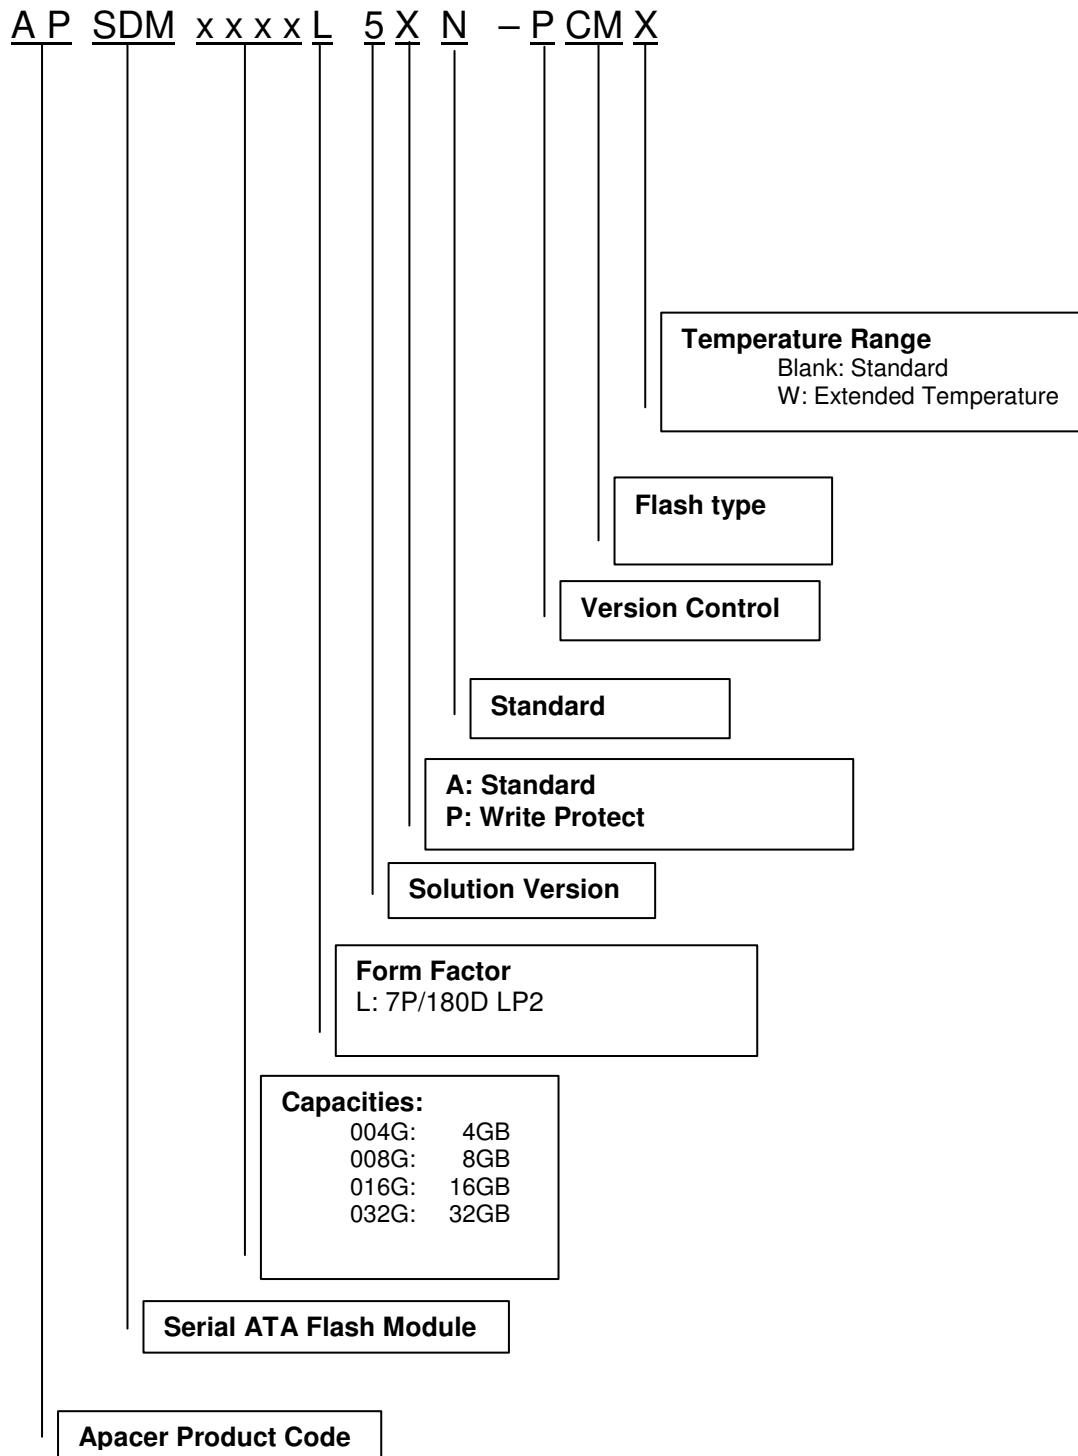 A P SDM x x x x L 5 X N – P CM X
Temperature Range
Blank: Standard
W: Extended Temperature
Flash type
Version Control
Standard
A: Standard
P: Write Protect
Solution Version
Form Factor
L: 7P/180D LP2
Capacities:
004G: 4GB
008G: 8GB
016G: 16GB
032G: 32GB
Serial ATA Flash Module
Apacer Product Code